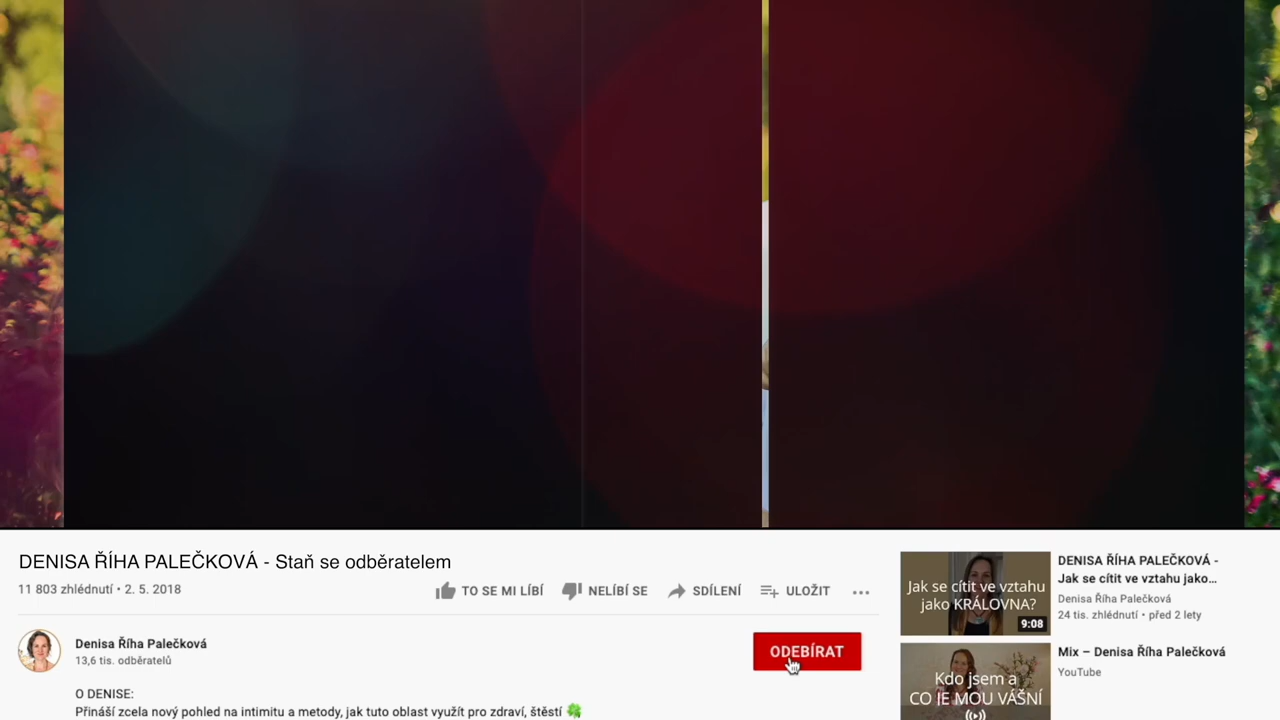 DENISA ŘÍHA PALEČKOVÁ - Staň se odběratelem
11 803 zhlédnutí • 2. 5. 2018
TO SE MI LÍBÍ
NELÍBÍ SE
SDÍLENÍ
ULOŽIT
Denisa Říha Palečková
13,6 tis. odběratelů
ODEBÍRAT
O DENISE:
Přináší zcela nový pohled na intimitu a metody, jak tuto oblast využít pro zdraví, štěstí 🍀
Jak se cítit ve vztahu
jako KRÁLOVNA?
9:08
DENISA ŘÍHA PALEČKOVÁ -
Jak se cítit ve vztahu jako...
Denisa Říha Palečková
24 tis. zhlédnutí • před 2 lety
Kdo jsem a
CO JE MOU VÁŠNÍ
Mix – Denisa Říha Palečková
YouTube